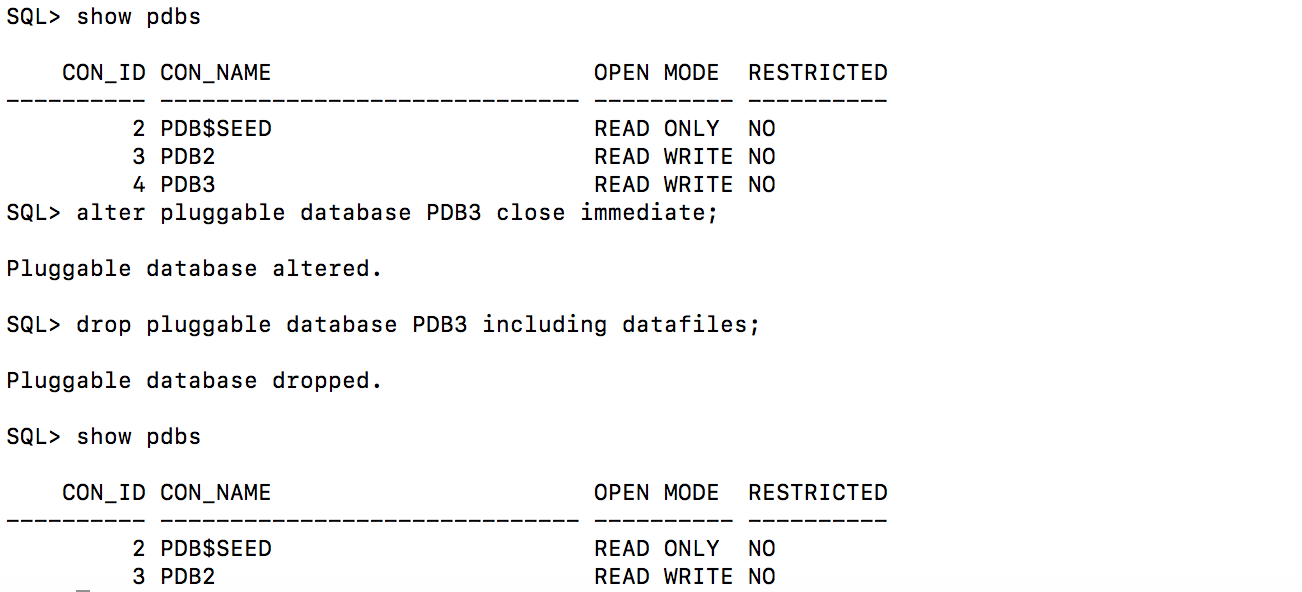 SQL> show pdbs
    CON_ID CON_NAME                       OPEN MODE  RESTRICTED
---------- ------------------------------ ---------- ----------
         2 PDB$SEED                       READ ONLY  NO
         3 PDB2                           READ WRITE NO
         4 PDB3                           READ WRITE NO
SQL> alter pluggable database PDB3 close immediate;
Pluggable database altered.
SQL> drop pluggable database PDB3 including datafiles;
Pluggable database dropped.
SQL> show pdbs
    CON_ID CON_NAME                       OPEN MODE  RESTRICTED
---------- ------------------------------ ---------- ----------
         2 PDB$SEED                       READ ONLY  NO
         3 PDB2                           READ WRITE NO